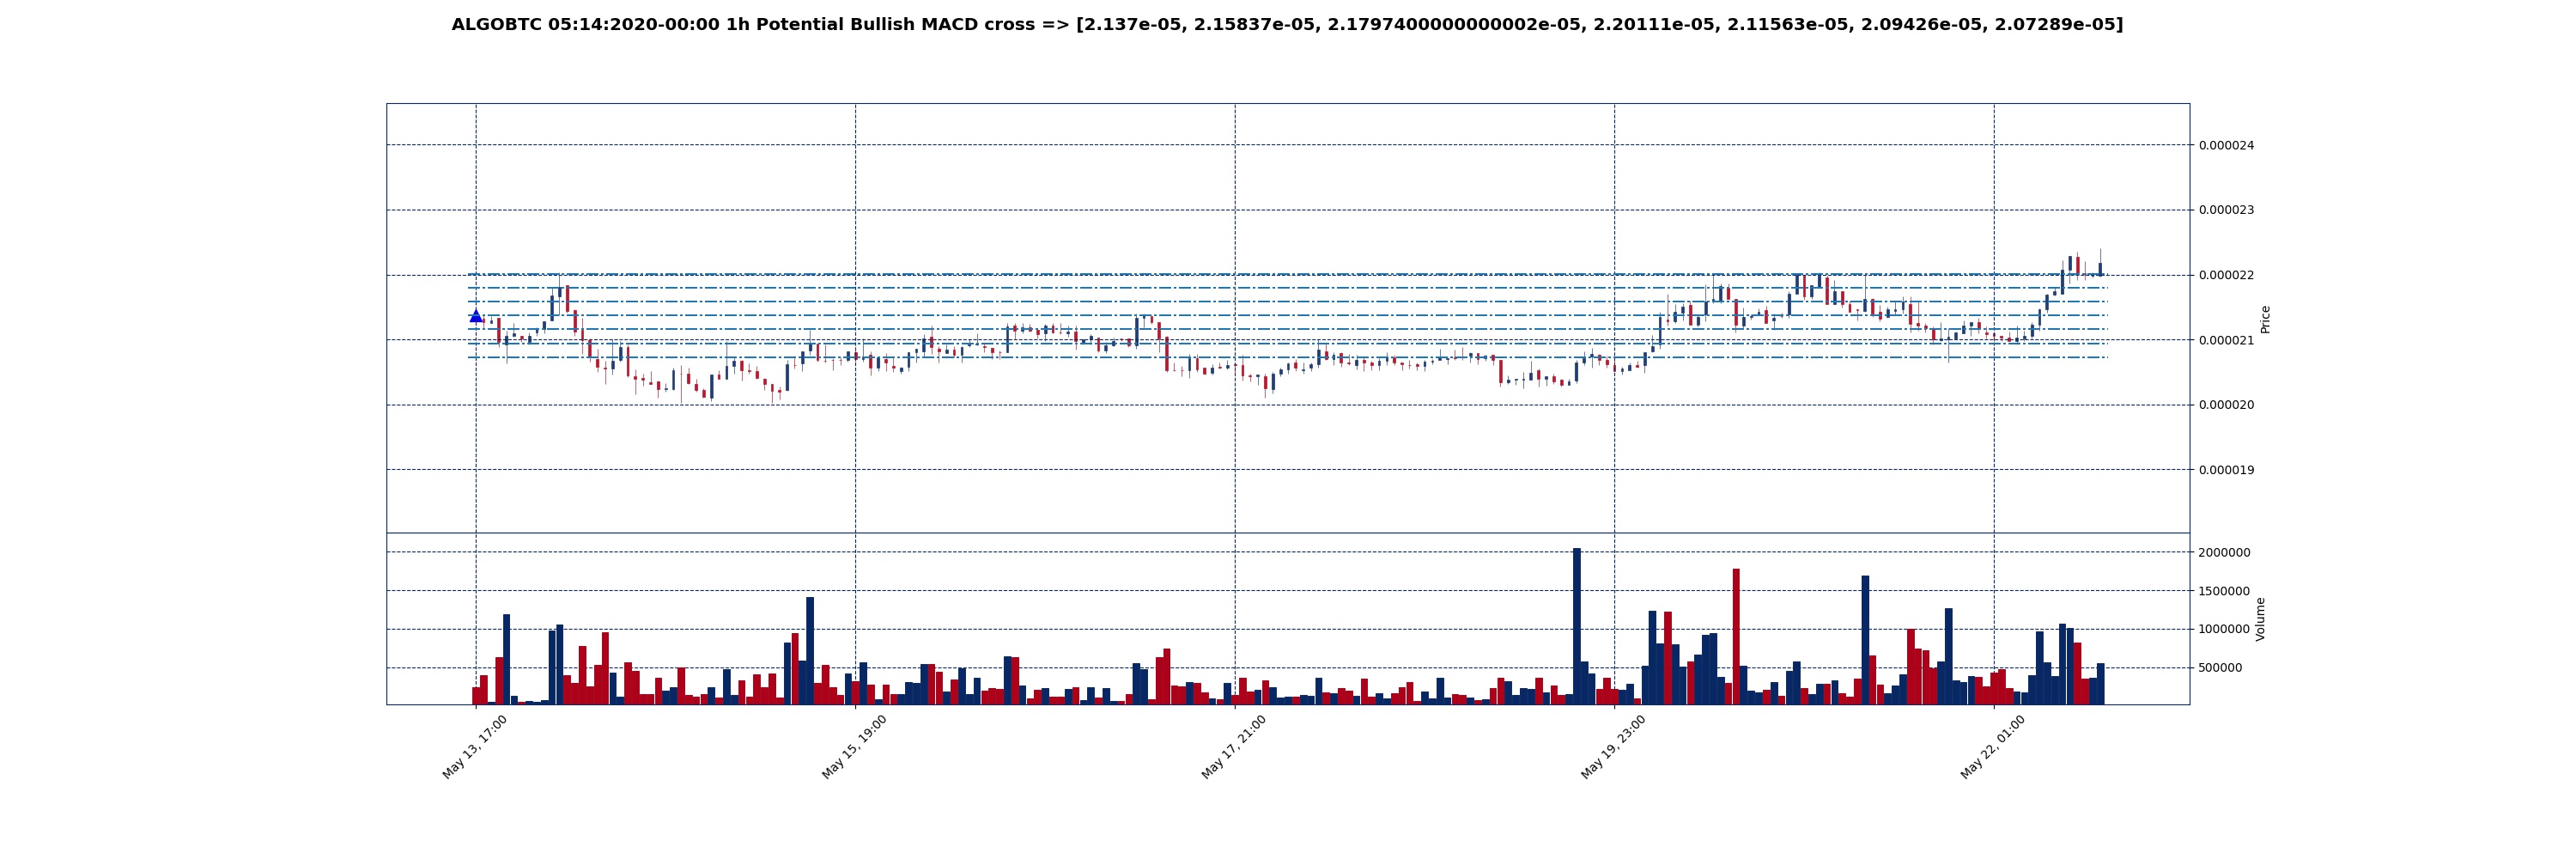 ALGOBTC 05:14:2020-00:00 1h Potential Bullish MACD cross => [2.137e-05, 2.15837e-05, 2.1797400000000002e-05, 2.20111e-05, 2.11563e-05, 2.09426e-05, 2.07289e-05]
0.000024
0.000023
0.000022
0.000021
0.000020
0.000019
Price
2000000
1500000
1000000
500000
Volume
May 13, 17:00
May 15, 19:00
May 17, 21:00
May 19, 23:00
May 22, 01:00